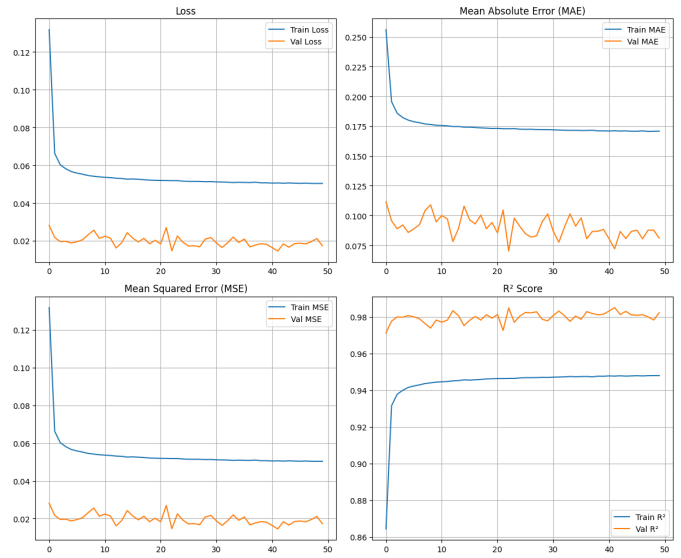 Loss
0.12
0.10
0.08
0.06
0.04
0.02
0 10 20 30 40 50
Train Loss
Val Loss
Mean Absolute Error (MAE)
0.250
0.225
0.200
0.175
0.150
0.125
0.100
0.075
0 10 20 30 40 50
Train MAE
Val MAE
Mean Squared Error (MSE)
0.12
0.10
0.08
0.06
0.04
0.02
0 10 20 30 40 50
Train MSE
Val MSE
R² Score
0.98
0.96
0.94
0.92
0.90
0.88
0.86
0 10 20 30 40 50
Train R²
Val R²